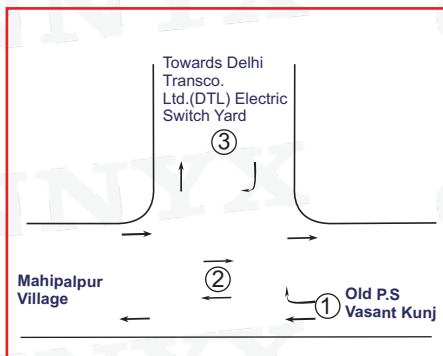 Towards Delhi
Transco.
Ltd.(DTL) Electric
Switch Yard
3
Mahipalpur
Village
2
1
Old P.S
Vasant Kunj